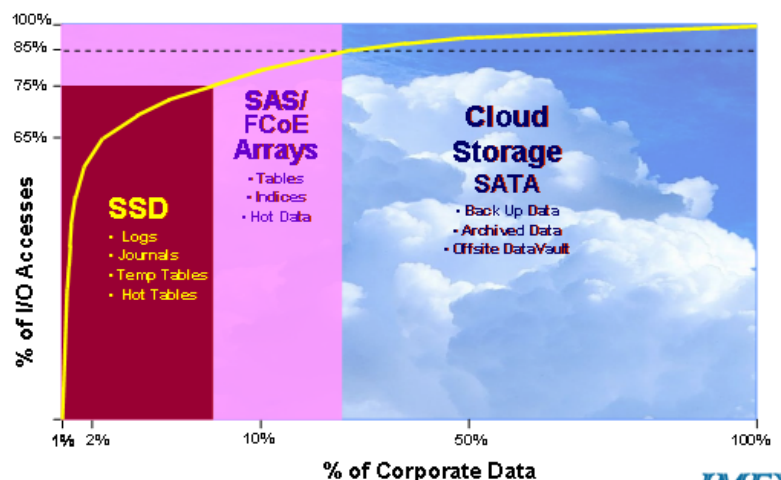 100%
85%
75%
65%
% of I/O Accesses
SSD
• Logs
• Journals
• Temp Tables
• Hot Tables
SAS/
FCoE
Arrays
• Tables
• Indices
• Hot Data
Cloud
Storage
SATA
• Back Up Data
• Archived Data
• Offsite DataVault
1% 2% 10% 50% 100%
% of Corporate Data